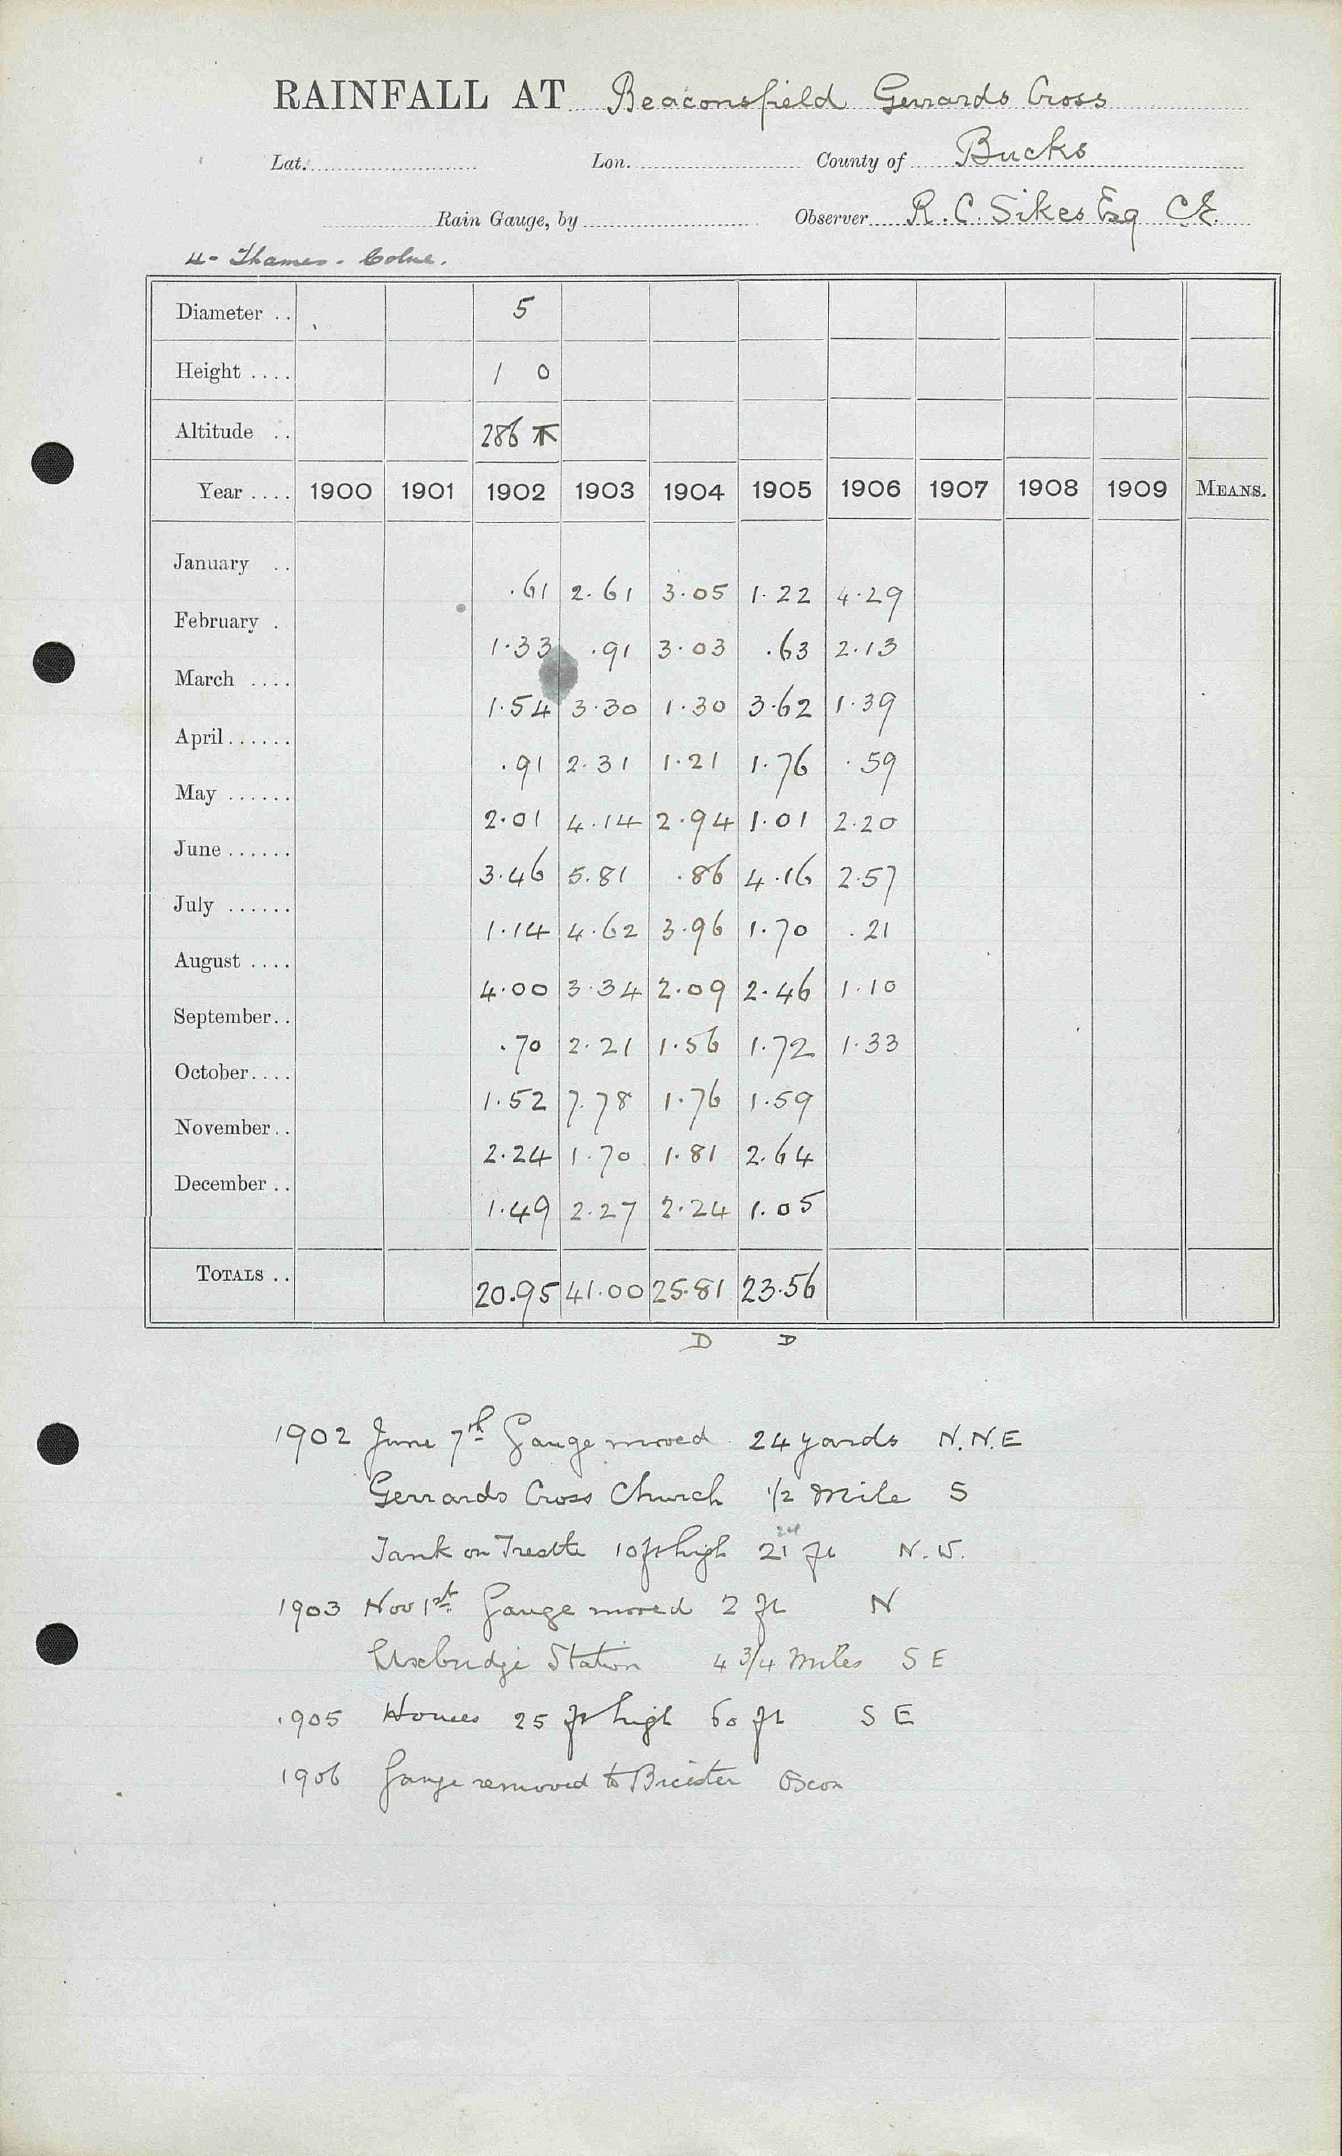 RAINFALL AT Beaconsfield Gerrards Cross
Lat. Lon. County of Bucks
Rain Gauge, by Observer R. C. Sikes Esq C.E.
4 - Thames - Colne.
Diameter .. 5
Height .... 1 0
Altitude .. 286
Year .... 1900 1901 1902 1903 1904 1905 1906 1907 1908 1909 MEANS.
January .. .61 2.61 3.05 1.22 4.29
February . 1.33 .91 3.03 .63 2.13
March .... 1.54 3.30 1.30 3.62 1.39
April ...... .91 2.31 1.21 1.76 .59
May ...... 2.01 4.14 2.94 1.01 2.20
June ...... 3.46 5.81 .86 4.16 2.57
July ...... 1.14 4.62 3.96 1.70 .21
August .... 4.00 3.34 2.09 2.46 1.10
September.. .70 2.21 1.56 1.72 1.33
October.... 1.52 7.78 1.76 1.59
November.. 2.24 1.70 1.81 2.64
December .. 1.49 2.27 2.24 1.05
TOTALS .. 20.95 41.00 25.81 23.56
D D
1902 June 7th Gauge moved 24 yards N.N.E
Gerrards Cross Church 1/2 Mile S
Tank on Trestle 10 ft high 21 ft N.W.
1903 Nov 1st Gauge moved 2 ft N
Uxbridge Station 4 3/4 Miles S E
1905 Houses 25 ft high 60 ft S E
1906 Gauge removed to Bicester Oxon